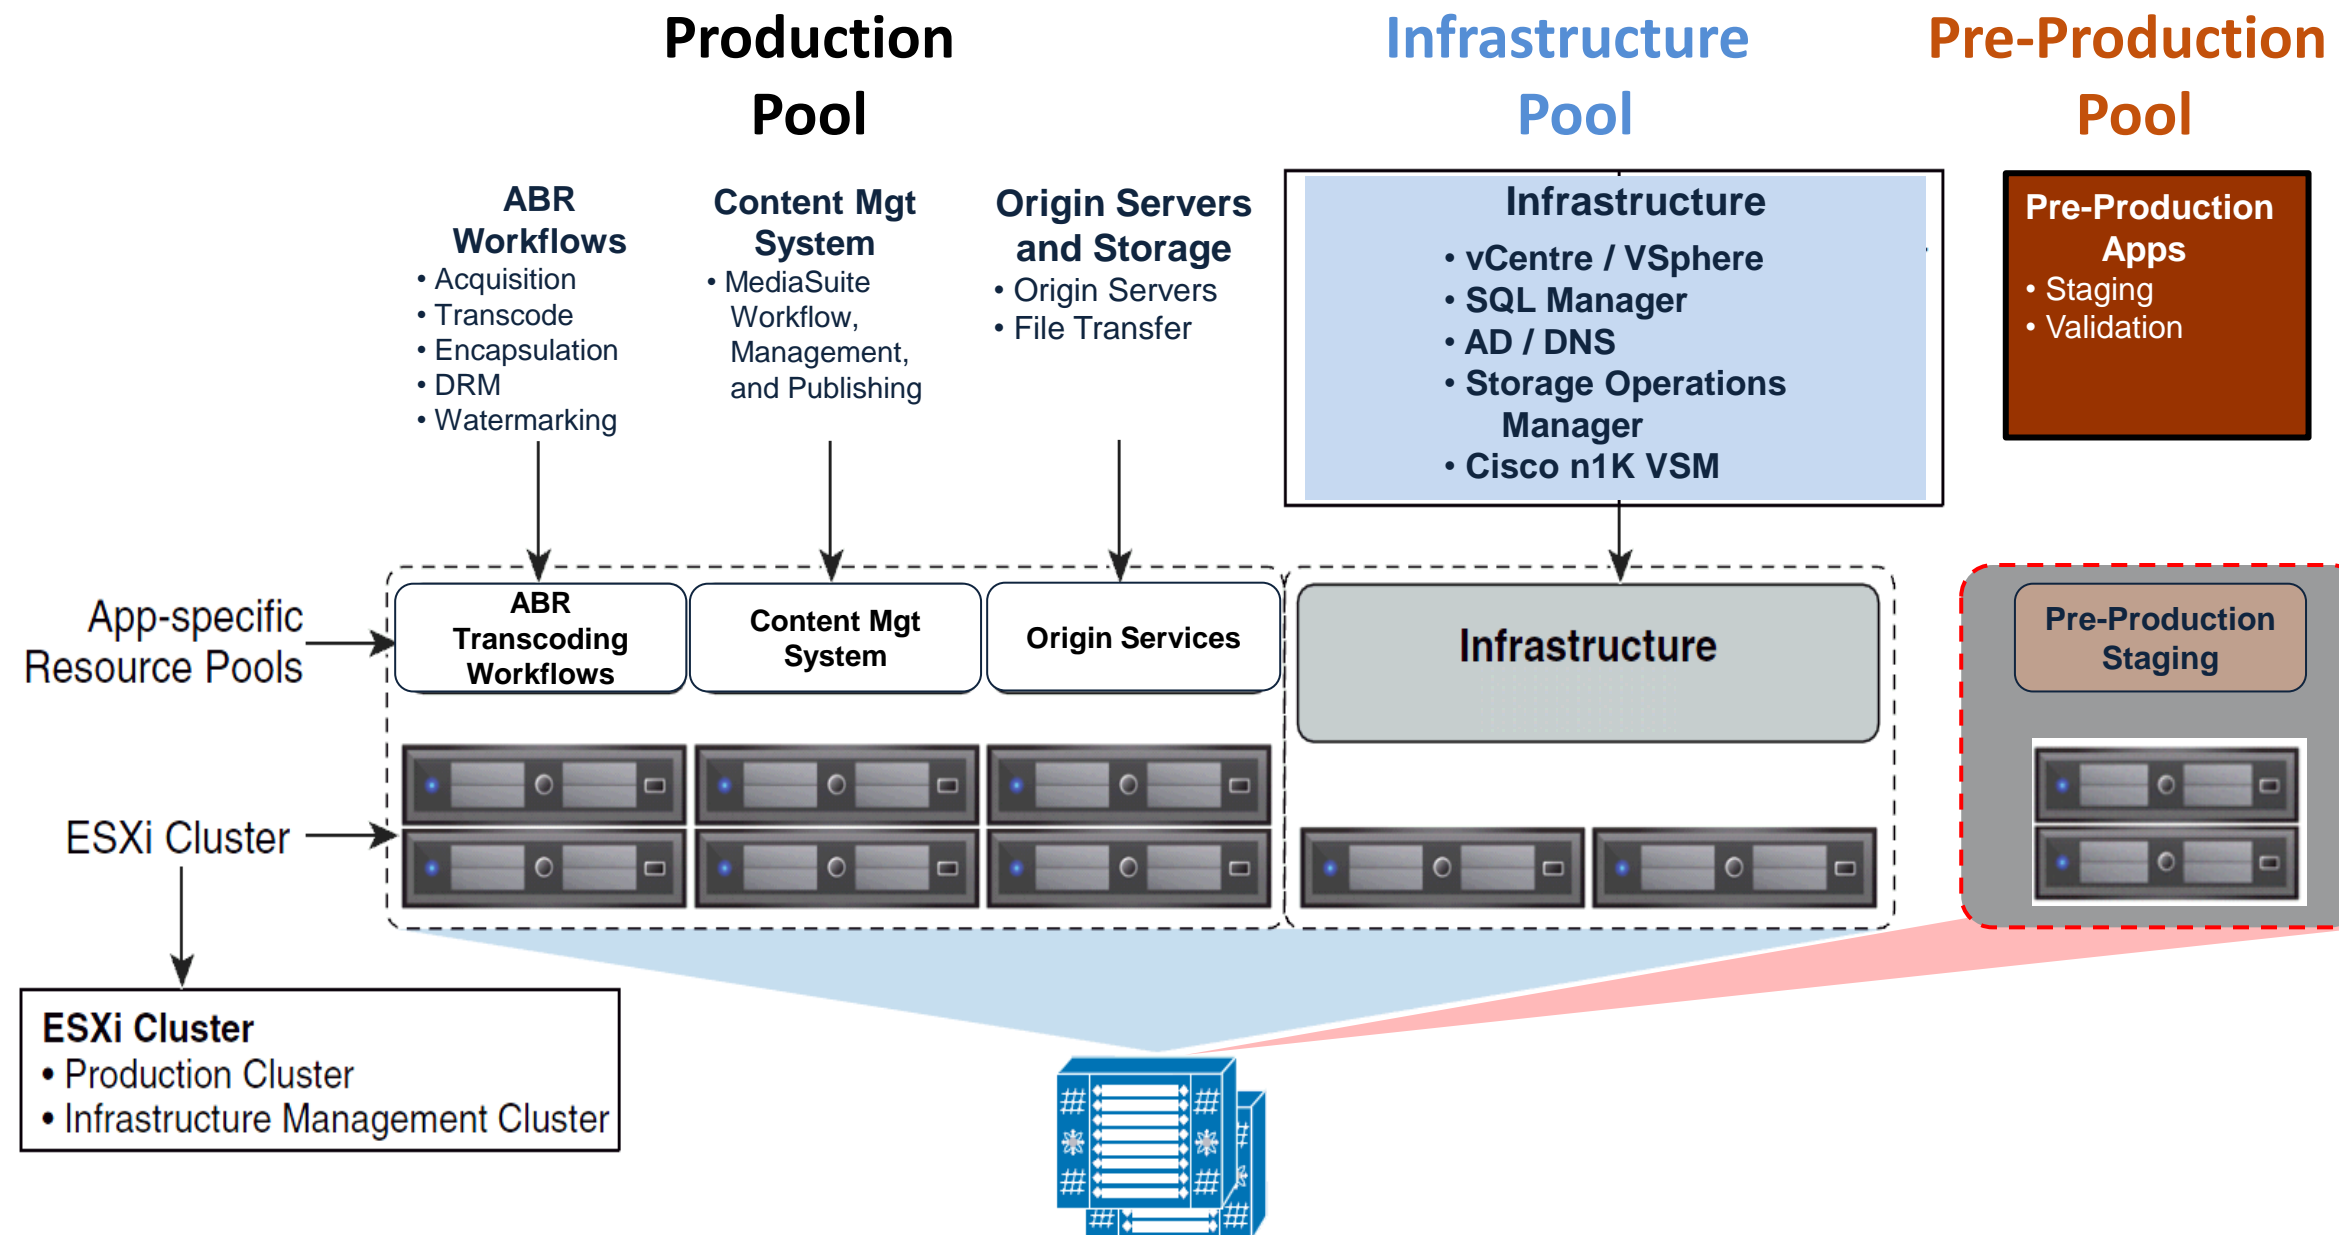 Production
Pool
Infrastructure
Pool
Pre-Production
Pool
ABR
Workflows
• Acquisition
• Transcode
• Encapsulation
• DRM
• Watermarking
Content Mgt
System
• MediaSuite
Workflow,
Management,
and Publishing
Origin Servers
and Storage
• Origin Servers
• File Transfer
Infrastructure
• vCentre / VSphere
• SQL Manager
• AD / DNS
• Storage Operations
Manager
• Cisco n1K VSM
Pre-Production
Apps
• Staging
• Validation
App-specific
Resource Pools
ABR
Transcoding
Workflows
Content Mgt
System
Origin Services
Infrastructure
Pre-Production
Staging
ESXi Cluster
ESXi Cluster
• Production Cluster
• Infrastructure Management Cluster